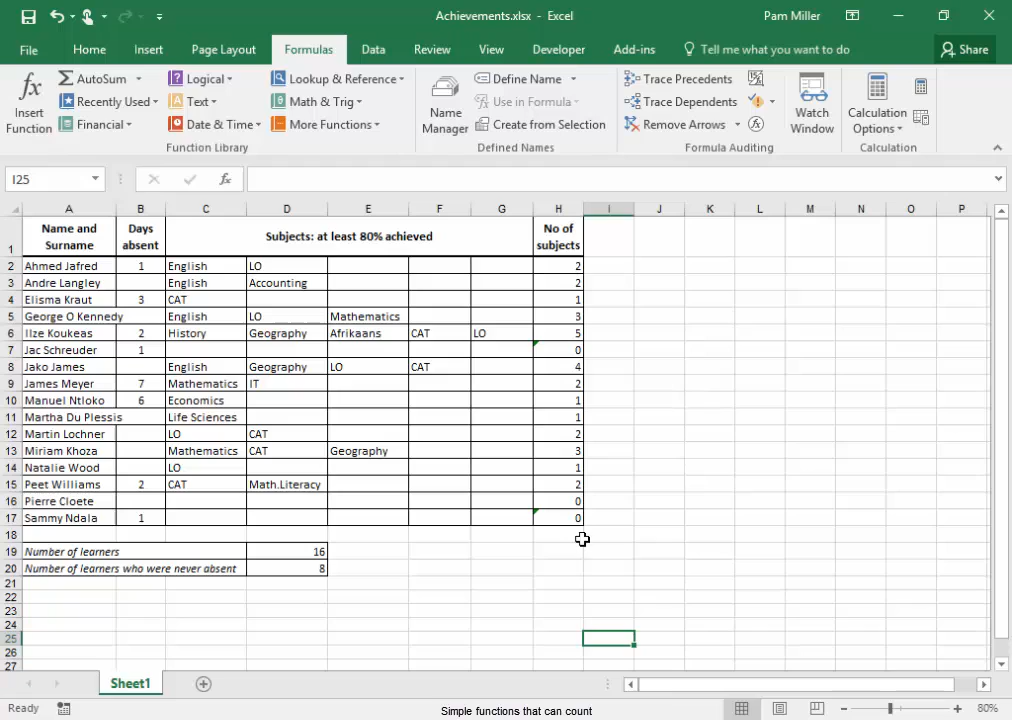 Achievements.xlsx - Excel
Pam Miller
File Home Insert Page Layout Formulas Data Review View Developer Add-ins Tell me what you want to do Share
fx Insert Function
AutoSum
Recently Used
Financial
Logical
Text
Date & Time
Lookup & Reference
Math & Trig
More Functions
Function Library
Name Manager
Define Name
Use in Formula
Create from Selection
Defined Names
Trace Precedents
Trace Dependents
Remove Arrows
fx
Formula Auditing
Watch Window
Calculation Options
Calculation
I25 fx
A B C D E F G H I J K L M N O P
1 Name and Surname Days absent Subjects: at least 80% achieved No of subjects
2 Ahmed Jafred 1 English LO 2
3 Andre Langley English Accounting 2
4 Elisma Kraut 3 CAT 1
5 George O Kennedy English LO Mathematics 3
6 Ilze Koukeas 2 History Geography Afrikaans CAT LO 5
7 Jac Schreuder 1 0
8 Jako James English Geography LO CAT 4
9 James Meyer 7 Mathematics IT 2
10 Manuel Ntloko 6 Economics 1
11 Martha Du Plessis Life Sciences 1
12 Martin Lochner LO CAT 2
13 Miriam Khoza Mathematics CAT Geography 3
14 Natalie Wood LO 1
15 Peet Williams 2 CAT Math.Literacy 2
16 Pierre Cloete 0
17 Sammy Ndala 1 0
18
19 Number of learners 16
20 Number of learners who were never absent 8
21
22
23
24
25
26
27
Sheet1
Ready
Simple functions that can count
80%